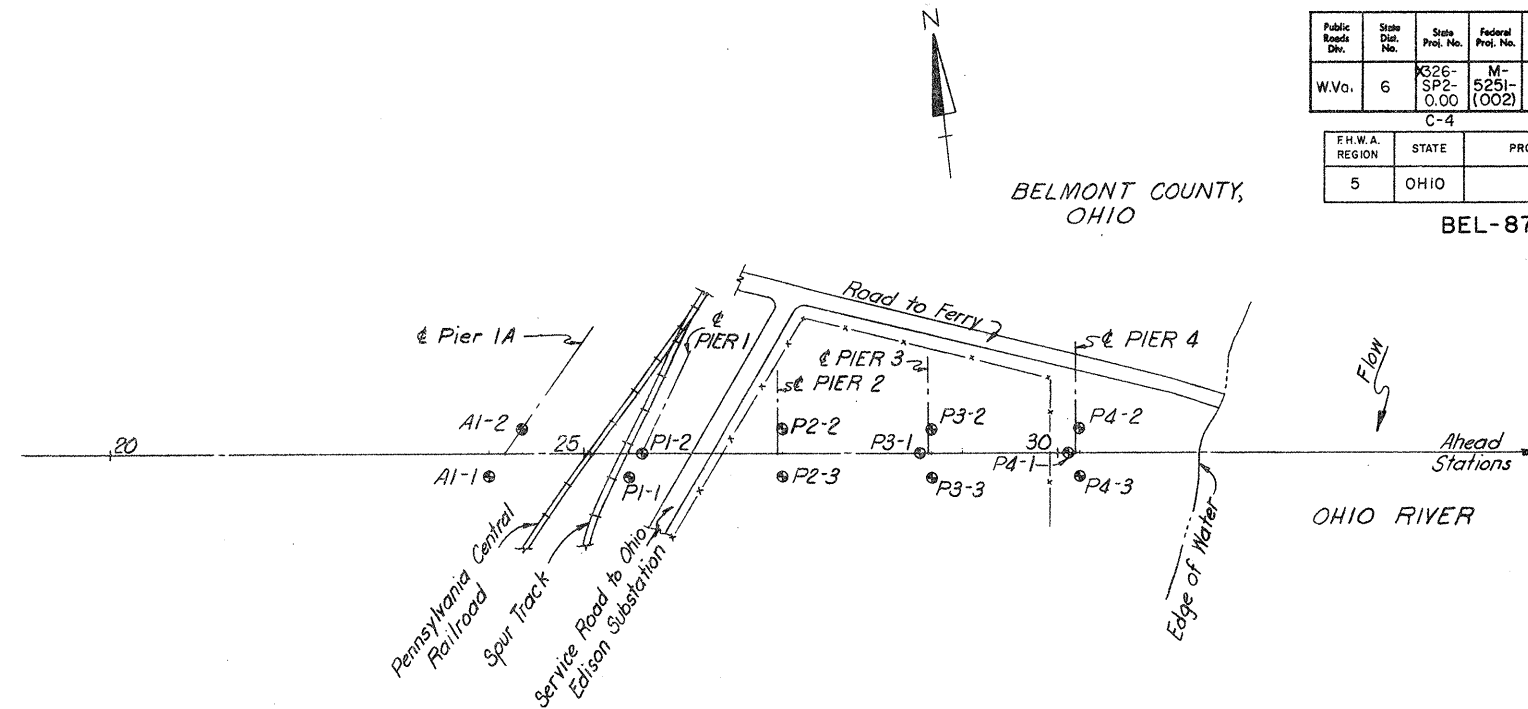 N
Public Roads Div.
State Dist. No.
State Proj. No.
Federal Proj. No.
W.Va.
6
X326-SP2-0.00
M-5251-(002)
C-4
F.H.W.A. REGION
STATE
5
OHIO
BEL-87
BELMONT COUNTY,
OHIO
Road to Ferry
℄ Pier 1A
℄ PIER 1
℄ PIER 3
℄ PIER 2
℄ PIER 4
Flow
A1-2
20
25
P1-2
P2-2
P3-2
P3-1
30
P4-2
P4-1
Ahead
Stations
A1-1
P1-1
P2-3
P3-3
P4-3
OHIO RIVER
Pennsylvania Central
Railroad
Spur Track
Service Road to Ohio
Edison Substation
Edge of Water